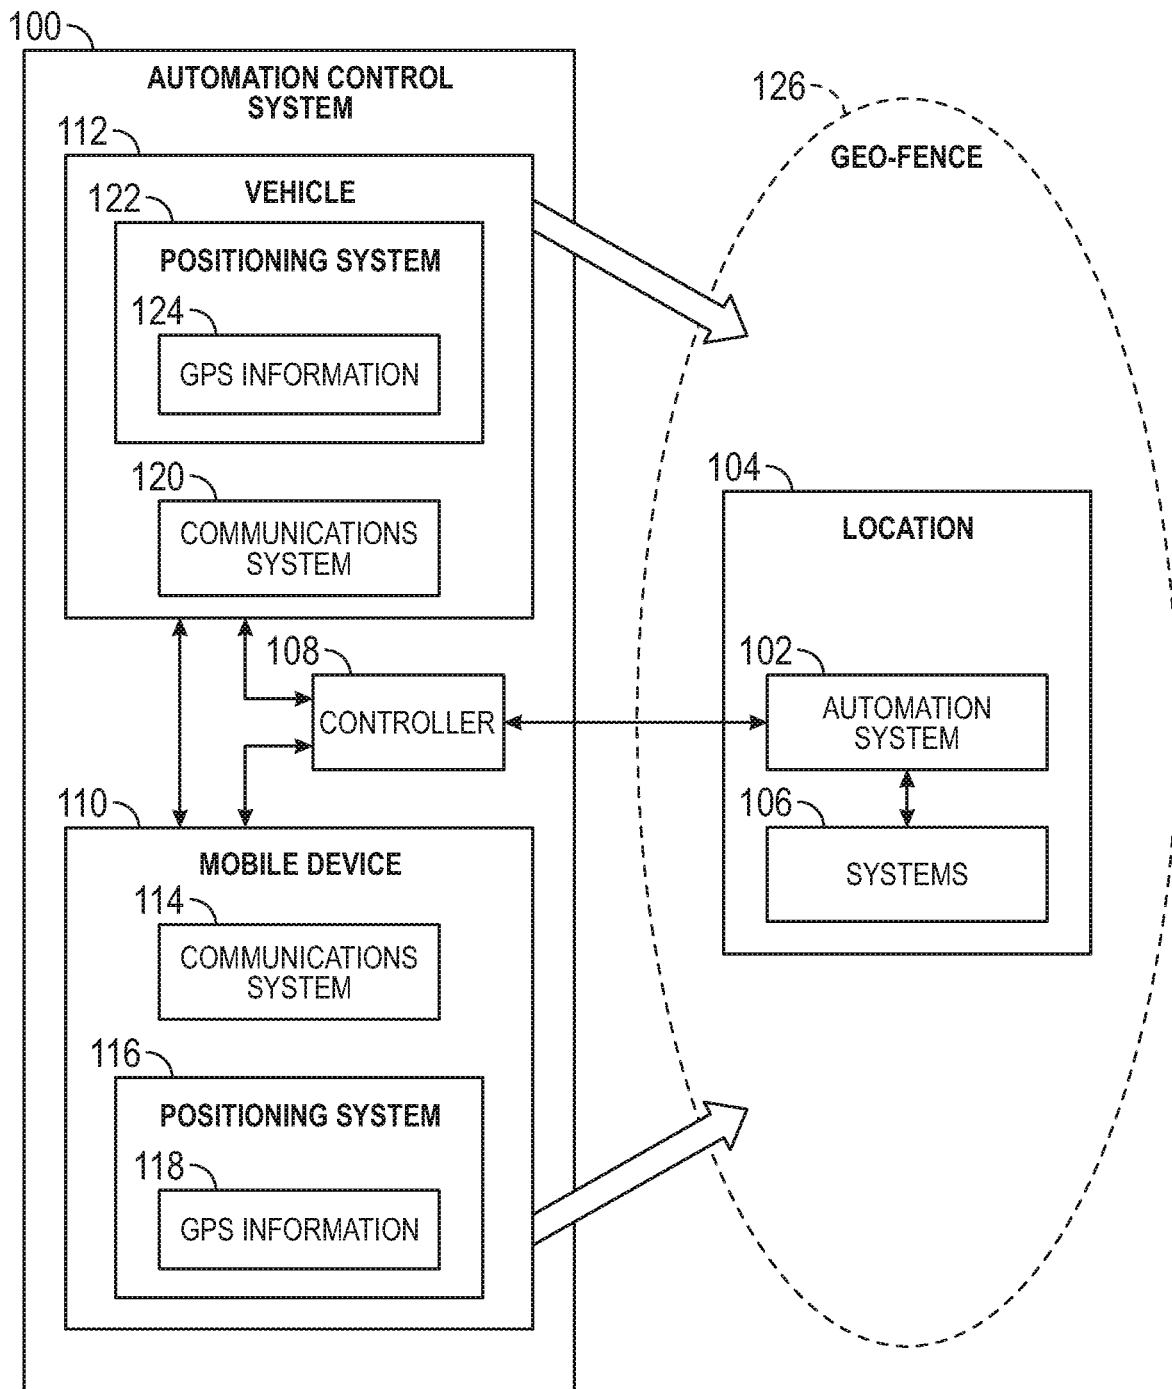 100
AUTOMATION CONTROL
SYSTEM
112
VEHICLE
122
POSITIONING SYSTEM
124
GPS INFORMATION
120
COMMUNICATIONS
SYSTEM
108
CONTROLLER
110
MOBILE DEVICE
114
COMMUNICATIONS
SYSTEM
116
POSITIONING SYSTEM
118
GPS INFORMATION
126
GEO-FENCE
104
LOCATION
102
AUTOMATION
SYSTEM
106
SYSTEMS